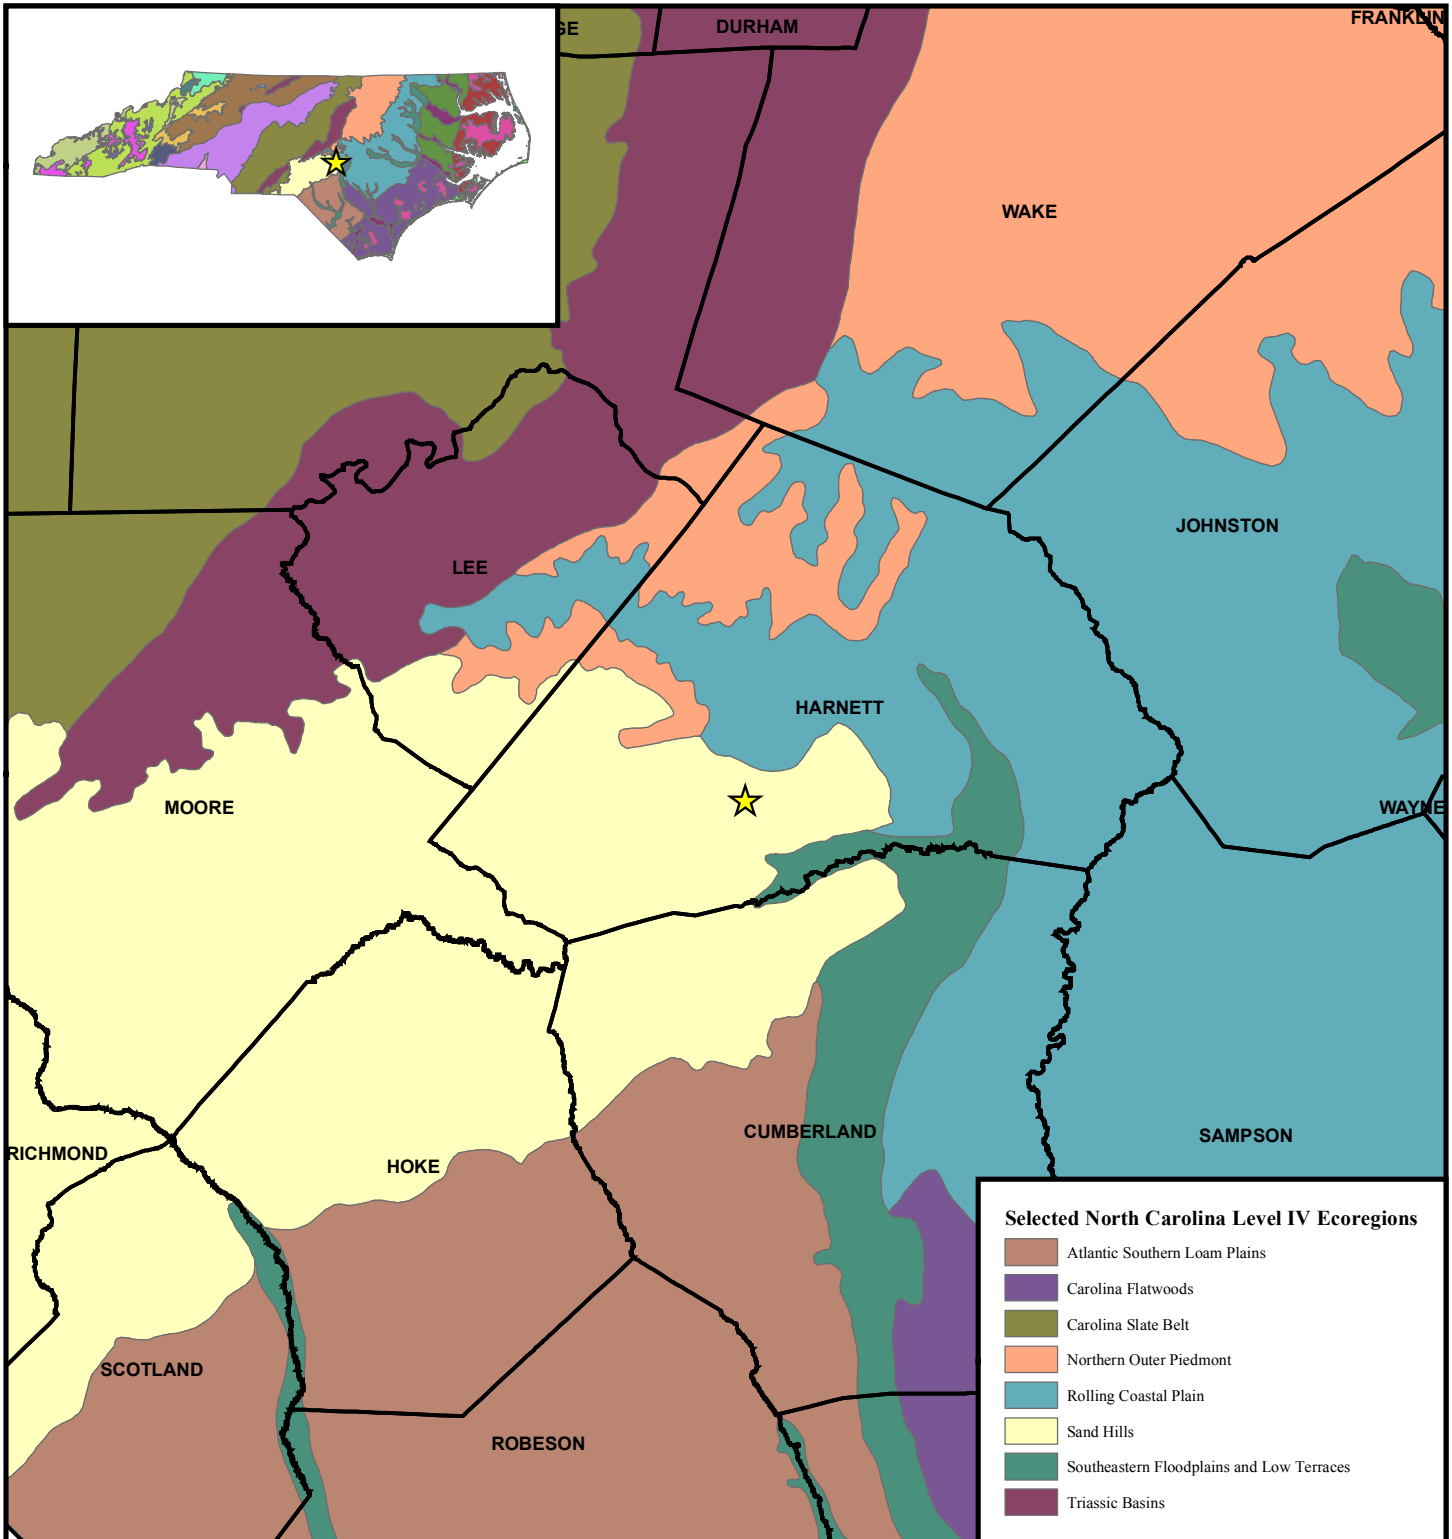 GE
DURHAM
FRANKLIN
WAKE
JOHNSTON
LEE
HARNETT
MOORE
WAYNE
CUMBERLAND
SAMPSON
RICHMOND
HOKE
SCOTLAND
ROBESON
Selected North Carolina Level IV Ecoregions
Atlantic Southern Loam Plains
Carolina Flatwoods
Carolina Slate Belt
Northern Outer Piedmont
Rolling Coastal Plain
Sand Hills
Southeastern Floodplains and Low Terraces
Triassic Basins